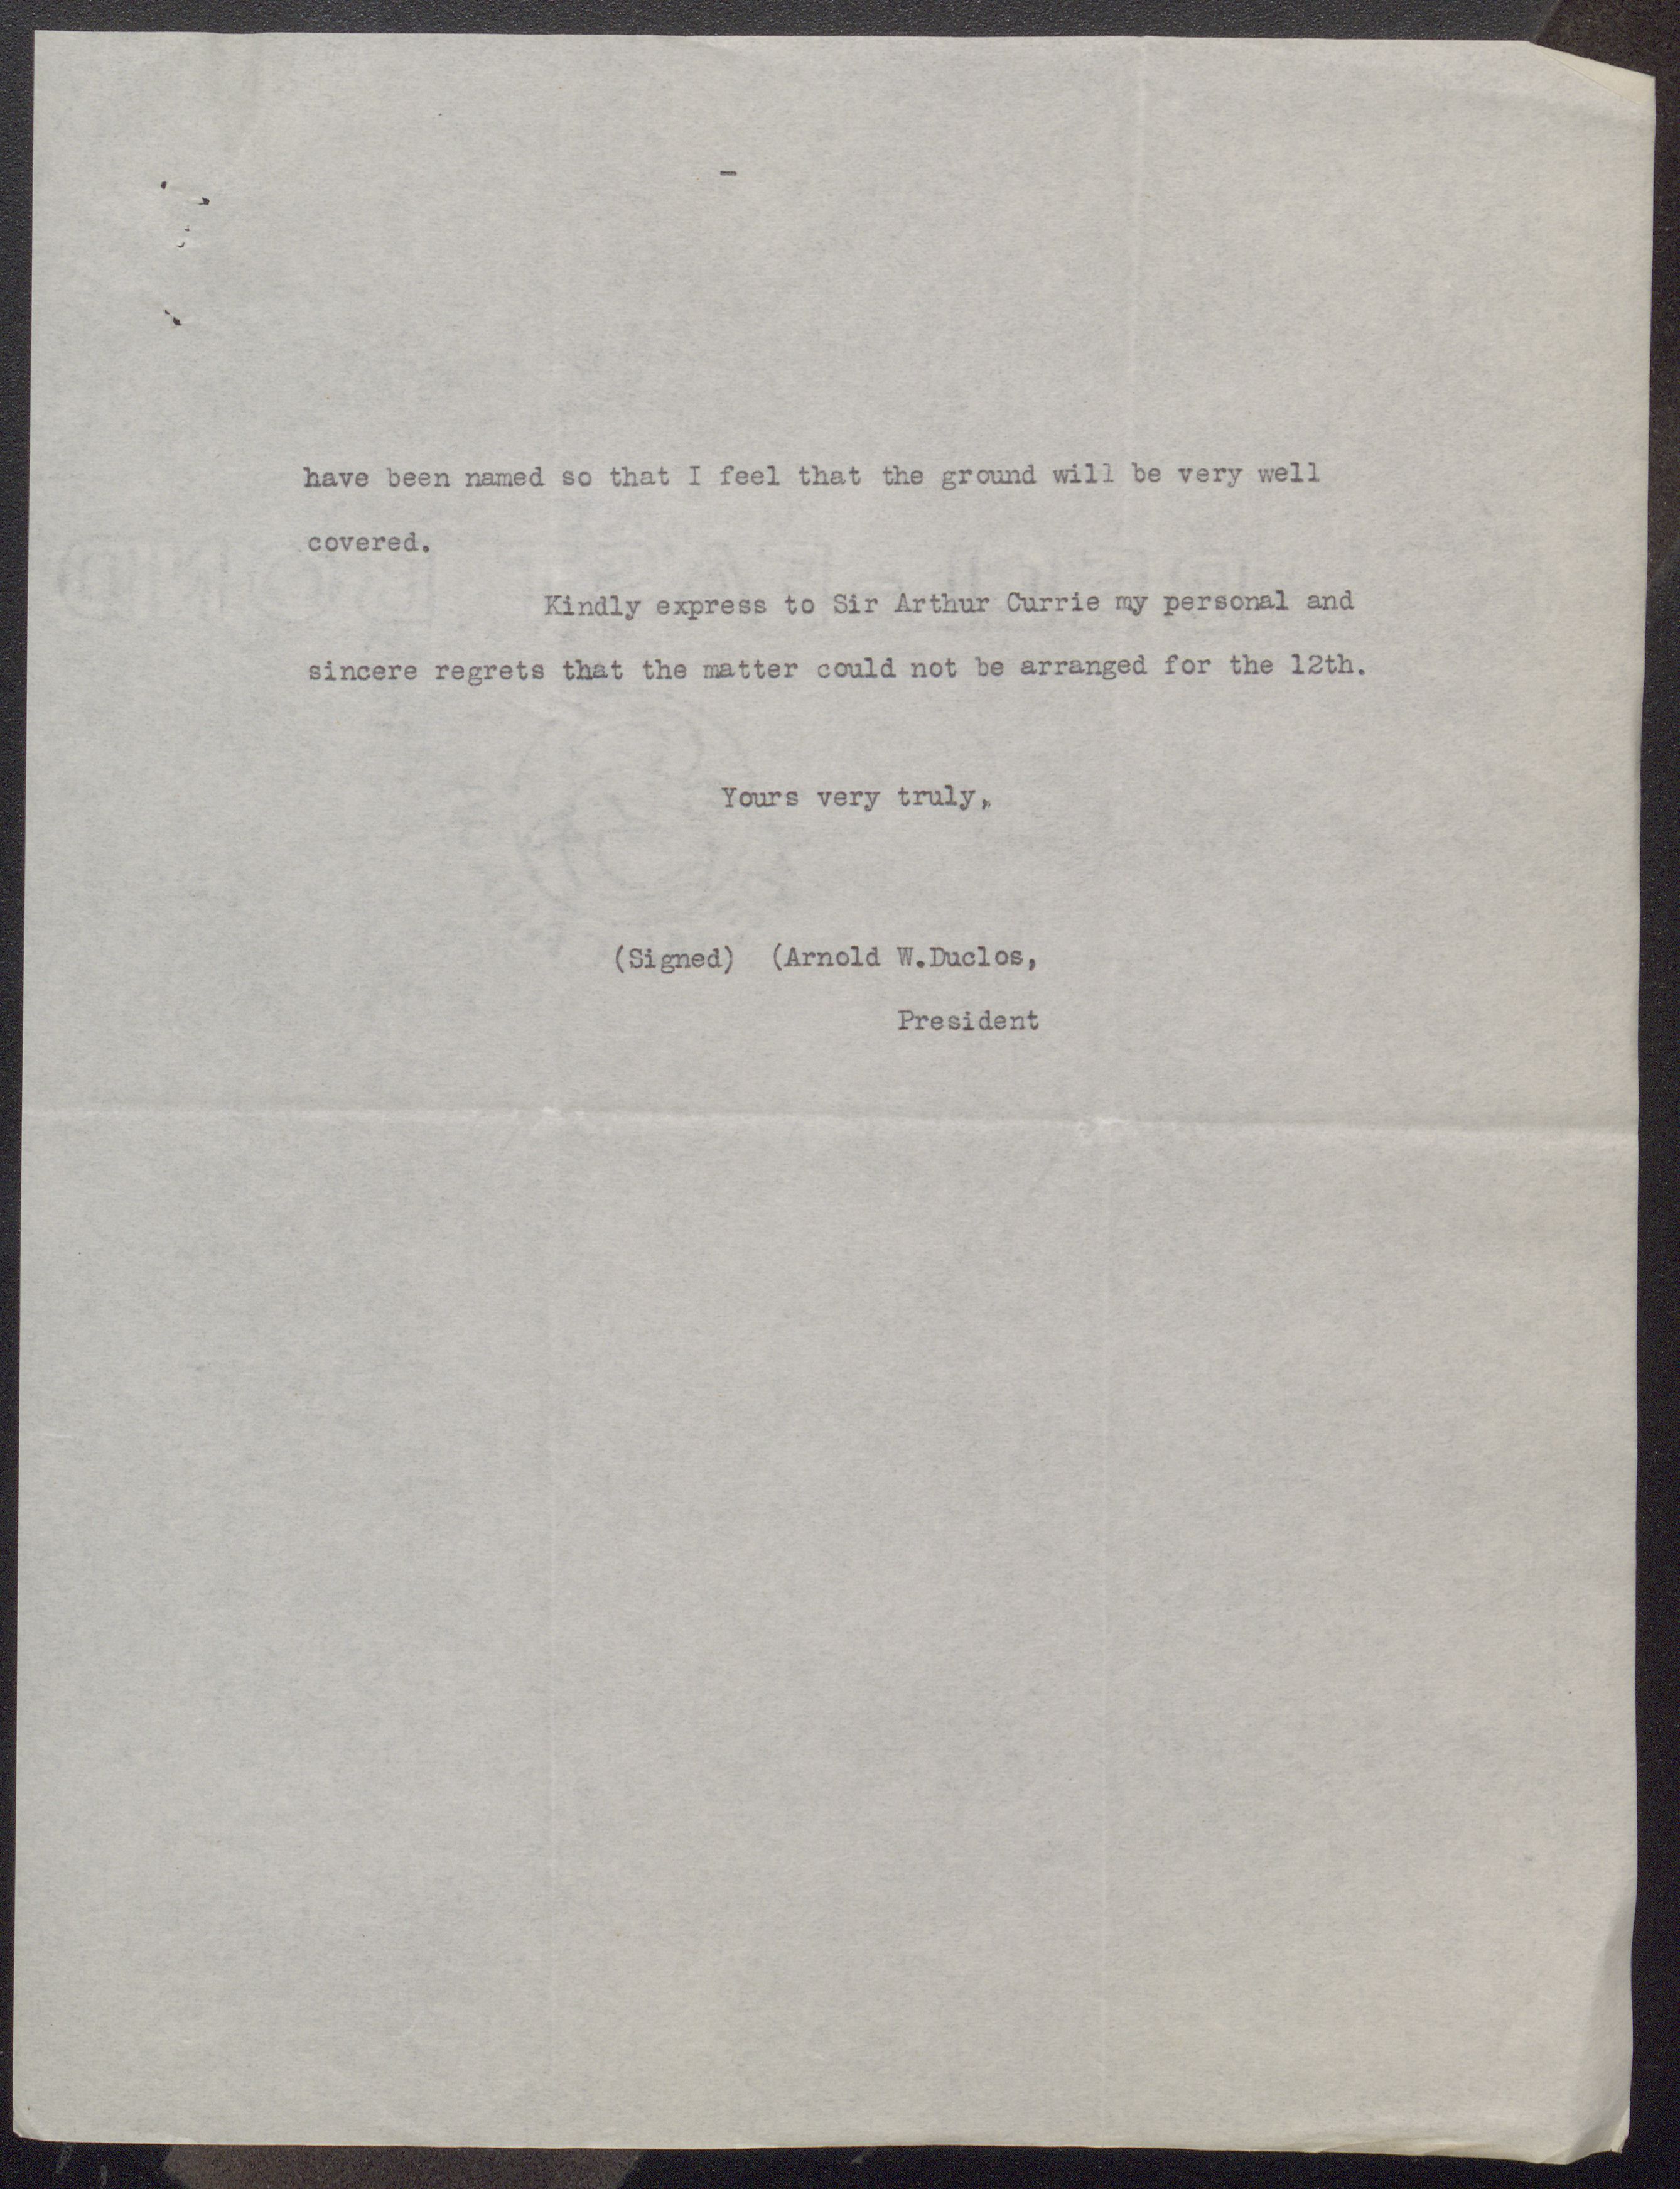 -
have been named so that I feel that the ground will be very well
covered.
Kindly express to Sir Arthur Currie my personal and
sincere regrets that the matter could not be arranged for the 12th.
Yours very truly,
(Signed) (Arnold W.Duclos,
President